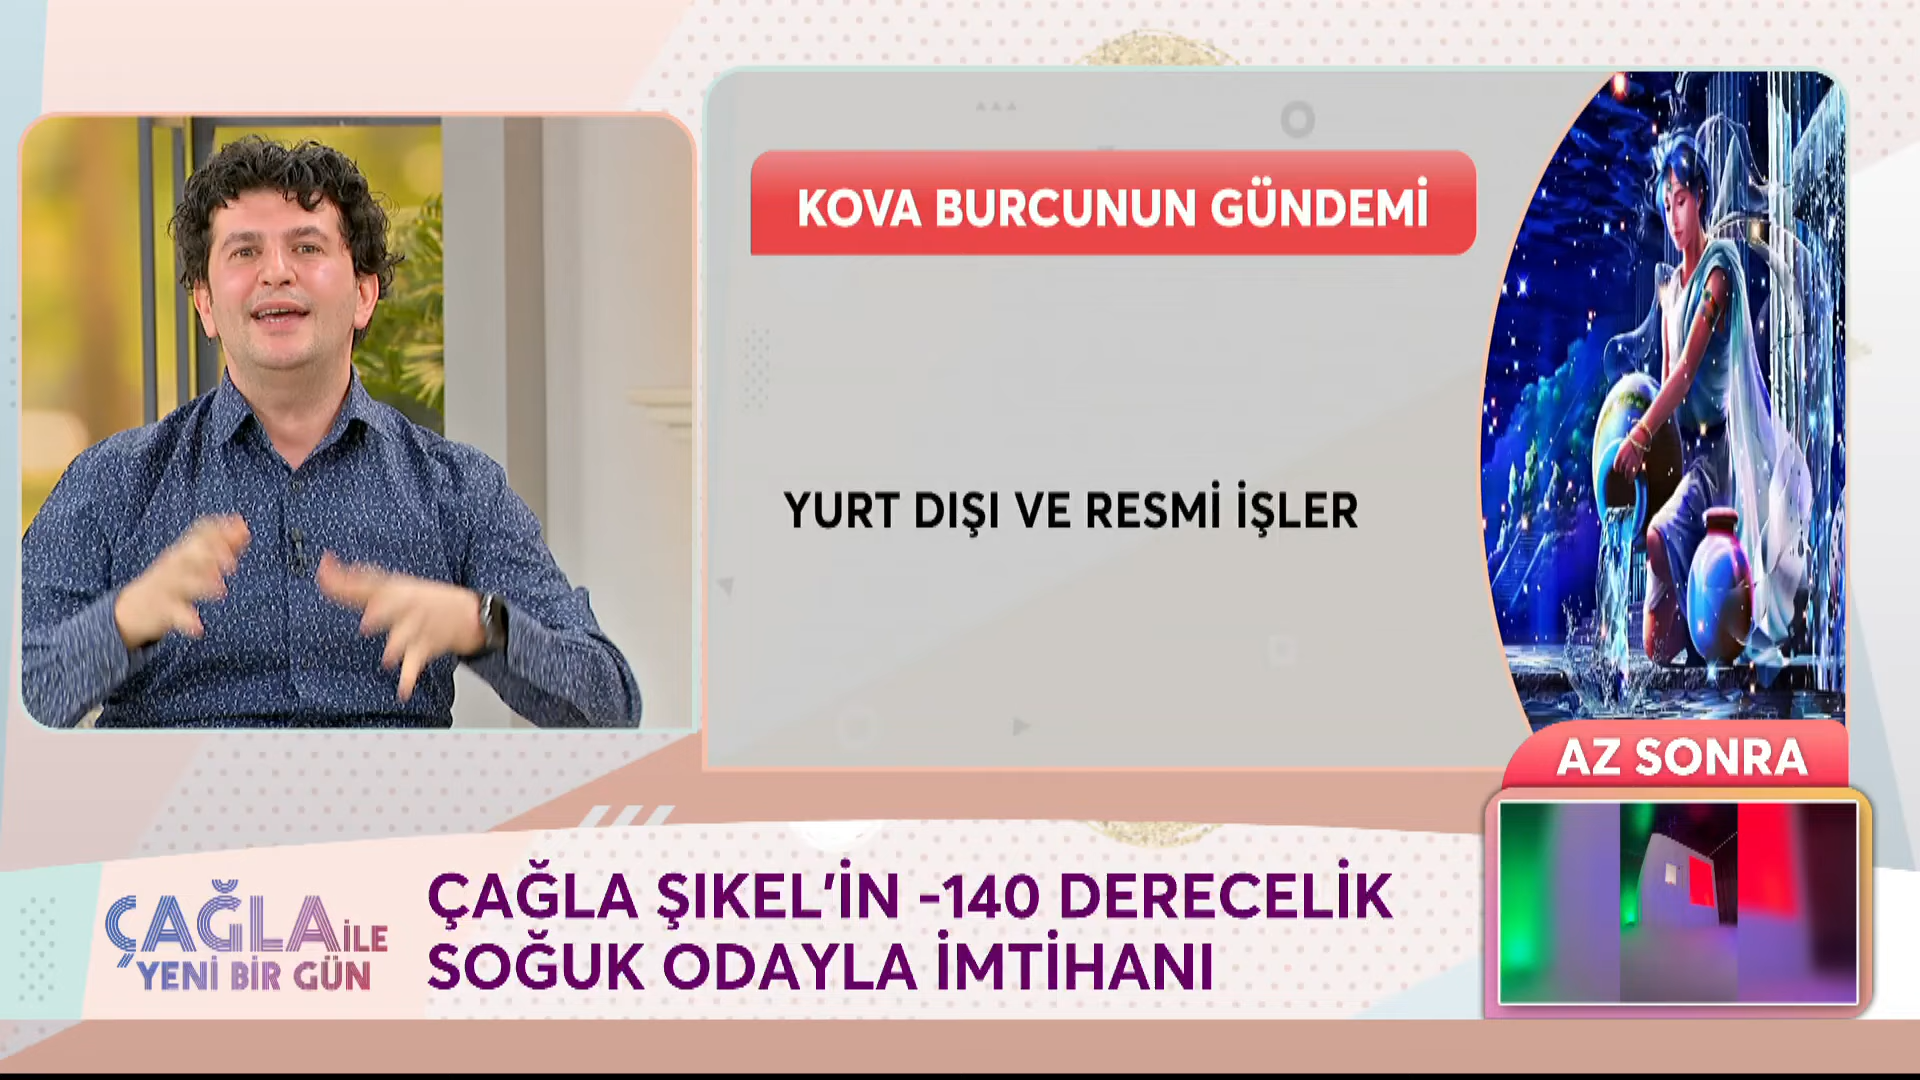 KOVA BURCUNUN GÜNDEMİ
YURT DIŞI VE RESMİ İŞLER
AZ SONRA
ÇAĞLA İLE
YENİ BİR GÜN
ÇAĞLA ŞIKEL'İN -140 DERECELİK
SOĞUK ODAYLA İMTİHANI